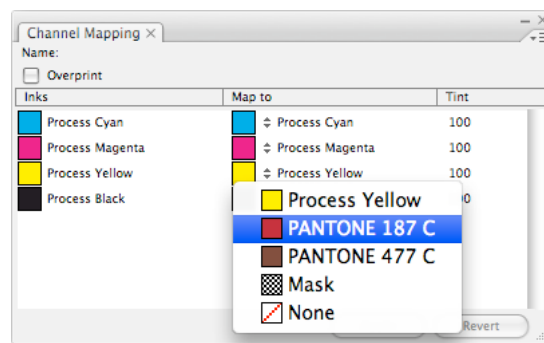 Channel Mapping ×
Name:
Overprint
Inks Map to Tint
Process Cyan Process Cyan 100
Process Magenta Process Magenta 100
Process Yellow Process Yellow 100
Process Black
Process Yellow
PANTONE 187 C
PANTONE 477 C
Mask
None
Revert